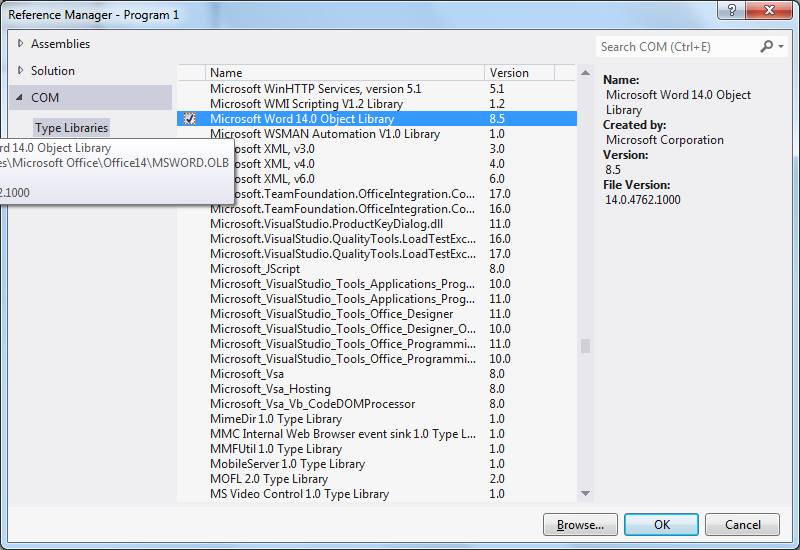 Reference Manager - Program 1
Assemblies
Solution
COM
Type Libraries
rd 14.0 Object Library
es\Microsoft Office\Office14\MSWORD.OLB
2.1000
Name Version
Microsoft WinHTTP Services, version 5.1 5.1
Microsoft WMI Scripting V1.2 Library 1.2
Microsoft Word 14.0 Object Library 8.5
Microsoft WSMAN Automation V1.0 Library 1.0
Microsoft XML, v3.0 3.0
Microsoft XML, v4.0 4.0
Microsoft XML, v6.0 6.0
Microsoft.TeamFoundation.OfficeIntegration.Co... 17.0
Microsoft.TeamFoundation.OfficeIntegration.Co... 16.0
Microsoft.VisualStudio.ProductKeyDialog.dll 11.0
Microsoft.VisualStudio.QualityTools.LoadTestExc... 16.0
Microsoft.VisualStudio.QualityTools.LoadTestExc... 17.0
Microsoft_JScript 8.0
Microsoft_VisualStudio_Tools_Applications_Prog... 10.0
Microsoft_VisualStudio_Tools_Applications_Prog... 11.0
Microsoft_VisualStudio_Tools_Office_Designer 11.0
Microsoft_VisualStudio_Tools_Office_Designer_O... 10.0
Microsoft_VisualStudio_Tools_Office_Programmi... 11.0
Microsoft_VisualStudio_Tools_Office_Programmi... 10.0
Microsoft_Vsa 8.0
Microsoft_Vsa_Hosting 8.0
Microsoft_Vsa_Vb_CodeDOMProcessor 8.0
MimeDir 1.0 Type Library 1.0
MMC Internal Web Browser event sink 1.0 Type L... 1.0
MMFUtil 1.0 Type Library 1.0
MobileServer 1.0 Type Library 1.0
MOFL 2.0 Type Library 2.0
MS Video Control 1.0 Type Library 1.0
Search COM (Ctrl+E)
Name:
Microsoft Word 14.0 Object
Library
Created by:
Microsoft Corporation
Version:
8.5
File Version:
14.0.4762.1000
Browse... OK Cancel